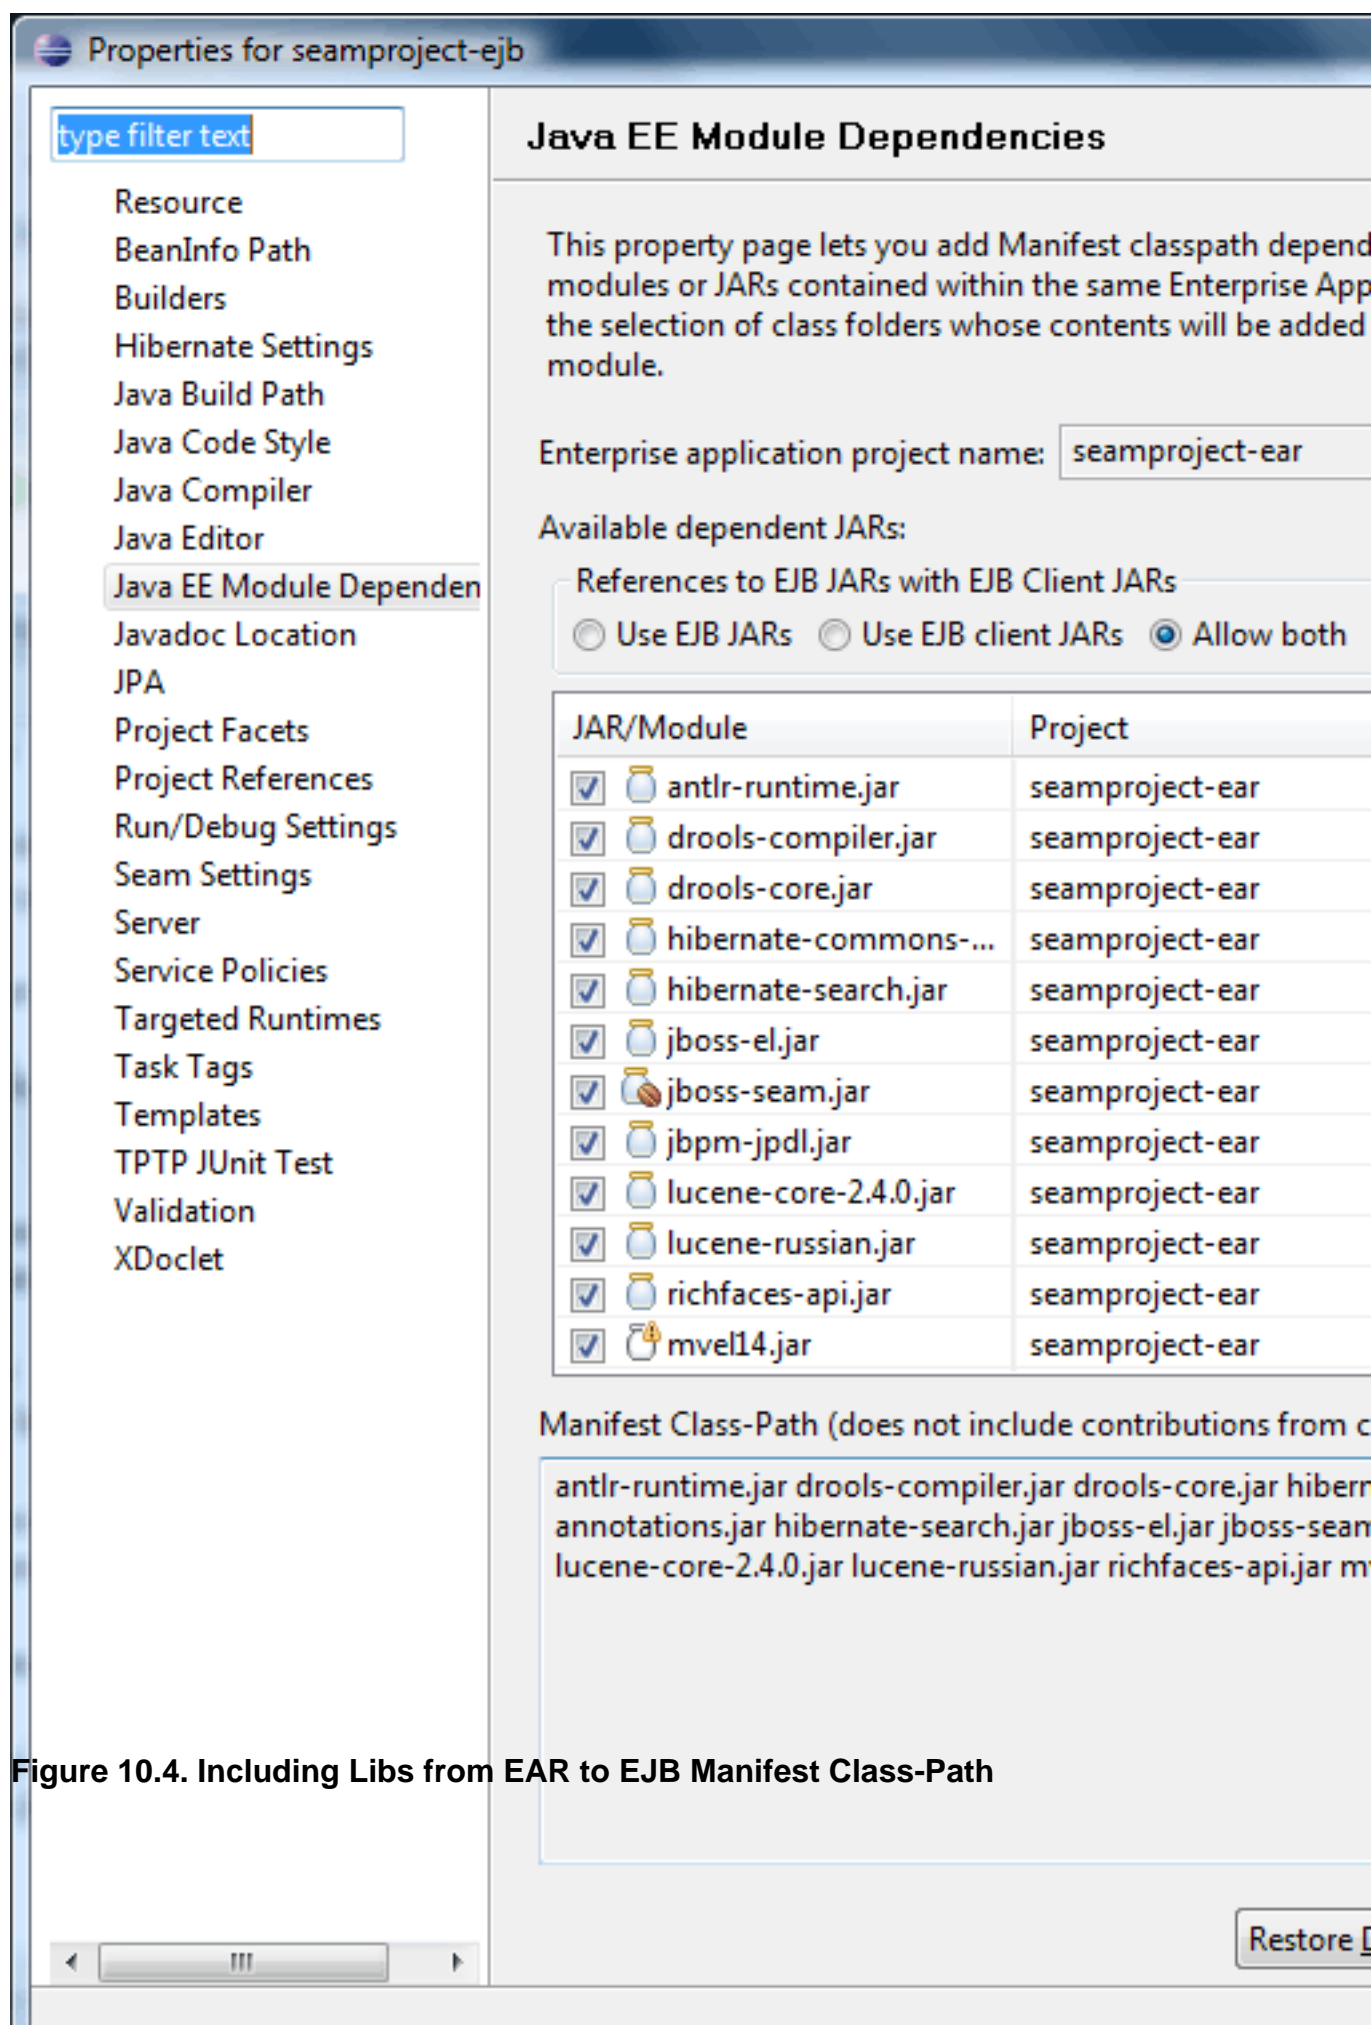 Properties for seamproject-ejb
type filter text
Resource
BeanInfo Path
Builders
Hibernate Settings
Java Build Path
Java Code Style
Java Compiler
Java Editor
Java EE Module Dependen
Javadoc Location
JPA
Project Facets
Project References
Run/Debug Settings
Seam Settings
Server
Service Policies
Targeted Runtimes
Task Tags
Templates
TPTP JUnit Test
Validation
XDoclet
Java EE Module Dependencies
This property page lets you add Manifest classpath depend
modules or JARs contained within the same Enterprise App
the selection of class folders whose contents will be added
module.
Enterprise application project name: seamproject-ear
Available dependent JARs:
References to EJB JARs with EJB Client JARs
Use EJB JARs Use EJB client JARs Allow both
JAR/Module Project
antlr-runtime.jar seamproject-ear
drools-compiler.jar seamproject-ear
drools-core.jar seamproject-ear
hibernate-commons-... seamproject-ear
hibernate-search.jar seamproject-ear
jboss-el.jar seamproject-ear
jboss-seam.jar seamproject-ear
jbpm-jpdl.jar seamproject-ear
lucene-core-2.4.0.jar seamproject-ear
lucene-russian.jar seamproject-ear
richfaces-api.jar seamproject-ear
mvel14.jar seamproject-ear
Manifest Class-Path (does not include contributions from c
antlr-runtime.jar drools-compiler.jar drools-core.jar hibern
annotations.jar hibernate-search.jar jboss-el.jar jboss-seam
lucene-core-2.4.0.jar lucene-russian.jar richfaces-api.jar m
Figure 10.4. Including Libs from EAR to EJB Manifest Class-Path
Restore D